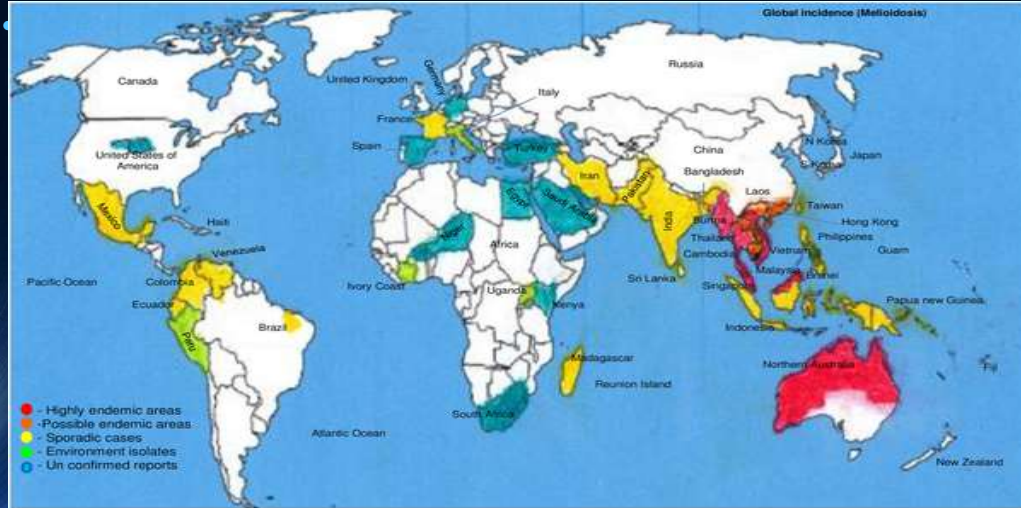 Global incidence (Melioidosis)
Canada
United Kingdom
Germany
Russia
Italy
France
Spain
Turkey
United States of
America
N Korea
S Korea
Japan
China
Bangladesh
Iran
Pakistan
India
Laos
Taiwan
Mexico
Haiti
Egypt
Saudi Arabia
Burma
Hong Kong
Thailand
Vietnam
Philippines
Cambodia
Guam
Venezuela
Niger
Africa
Pacific Ocean
Colombia
Ivory Coast
Uganda
Kenya
Sri Lanka
Malaysia
Brunei
Singapore
Ecuador
Papua new Guinea
Brazil
Indonesia
Peru
Madagascar
Reunion Island
Northern Australia
Fiji
South Africa
Atlantic Ocean
New Zealand
- Highly endemic areas
-Possible endemic areas
- Sporadic cases
- Environment isolates
- Un confirmed reports